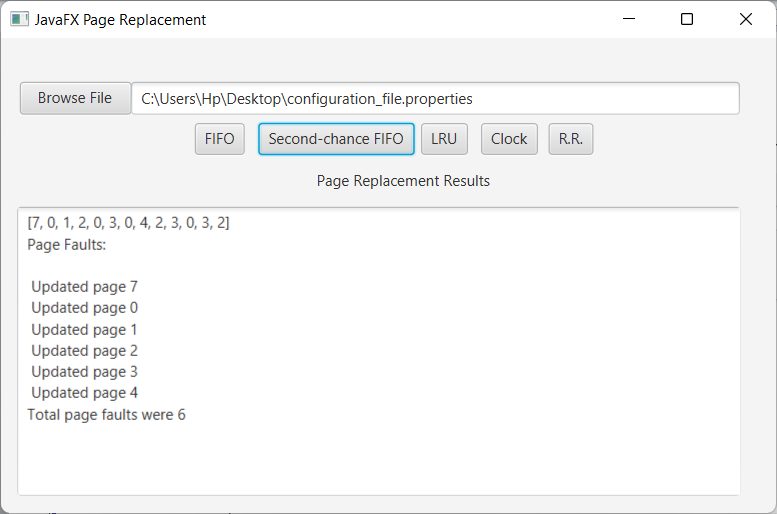 JavaFX Page Replacement
Browse File C:\Users\Hp\Desktop\configuration_file.properties
FIFO Second-chance FIFO LRU Clock R.R.
Page Replacement Results
[7, 0, 1, 2, 0, 3, 0, 4, 2, 3, 0, 3, 2]
Page Faults:
Updated page 7
Updated page 0
Updated page 1
Updated page 2
Updated page 3
Updated page 4
Total page faults were 6